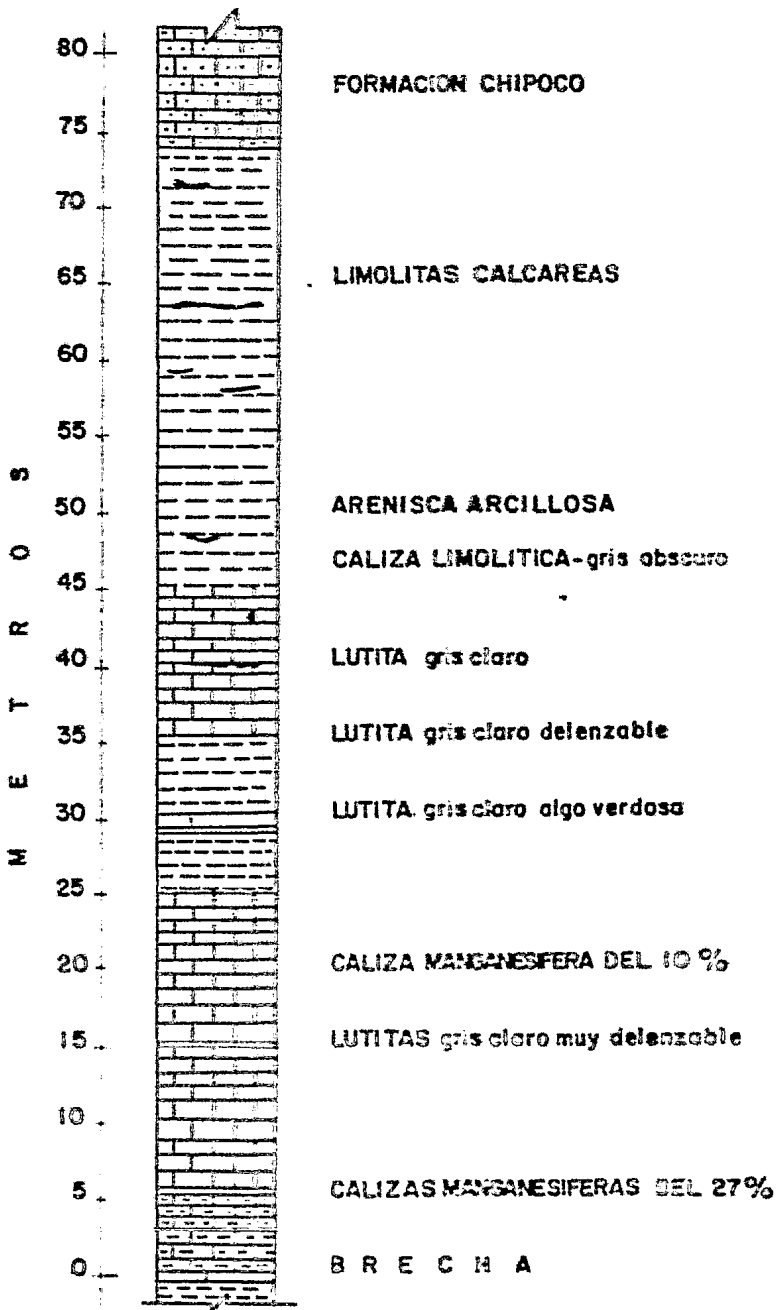 80
FORMACION CHIPOCO
75
70
65
LIMOLITAS CALCAREAS
60
55
50
ARENISCA ARCILLOSA
CALIZA LIMOLITICA-gris obscuro
45
40
LUTITA gris claro
35
LUTITA gris claro delenzable
30
LUTITA gris claro algo verdosa
25
20
CALIZA MANGANESIFERA DEL 10 %
15
LUTITAS gris claro muy delenzable
10
5
CALIZAS MANGANESIFERAS DEL 27%
0
BRECHA
METROS